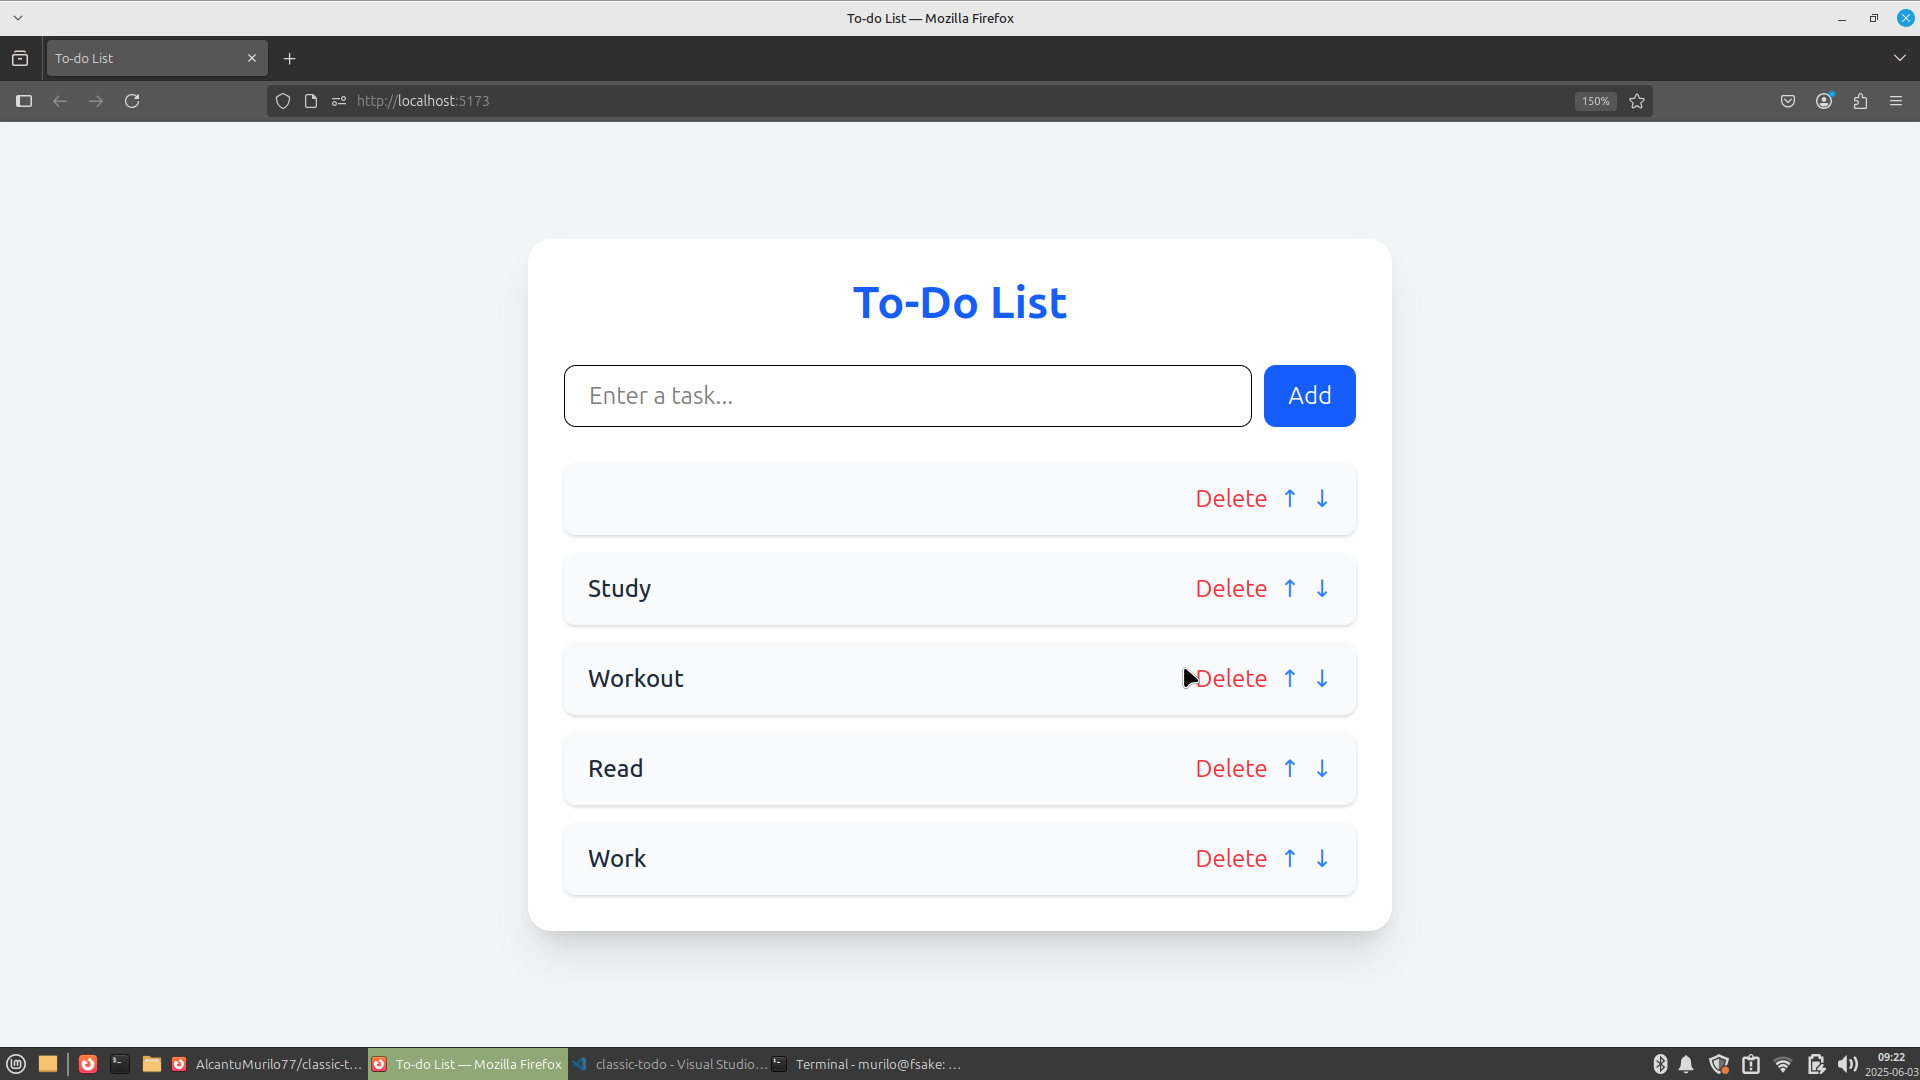 To-do List — Mozilla Firefox
To-do List
http://localhost:5173
150%
To-Do List
Enter a task...
Add
Delete ↑ ↓
Study Delete ↑ ↓
Workout Delete ↑ ↓
Read Delete ↑ ↓
Work Delete ↑ ↓
AlcantuMurilo77/classic-t...
To-do List — Mozilla Firefox
classic-todo - Visual Studio...
Terminal - murilo@fsake: ...
09:22
2025-06-03